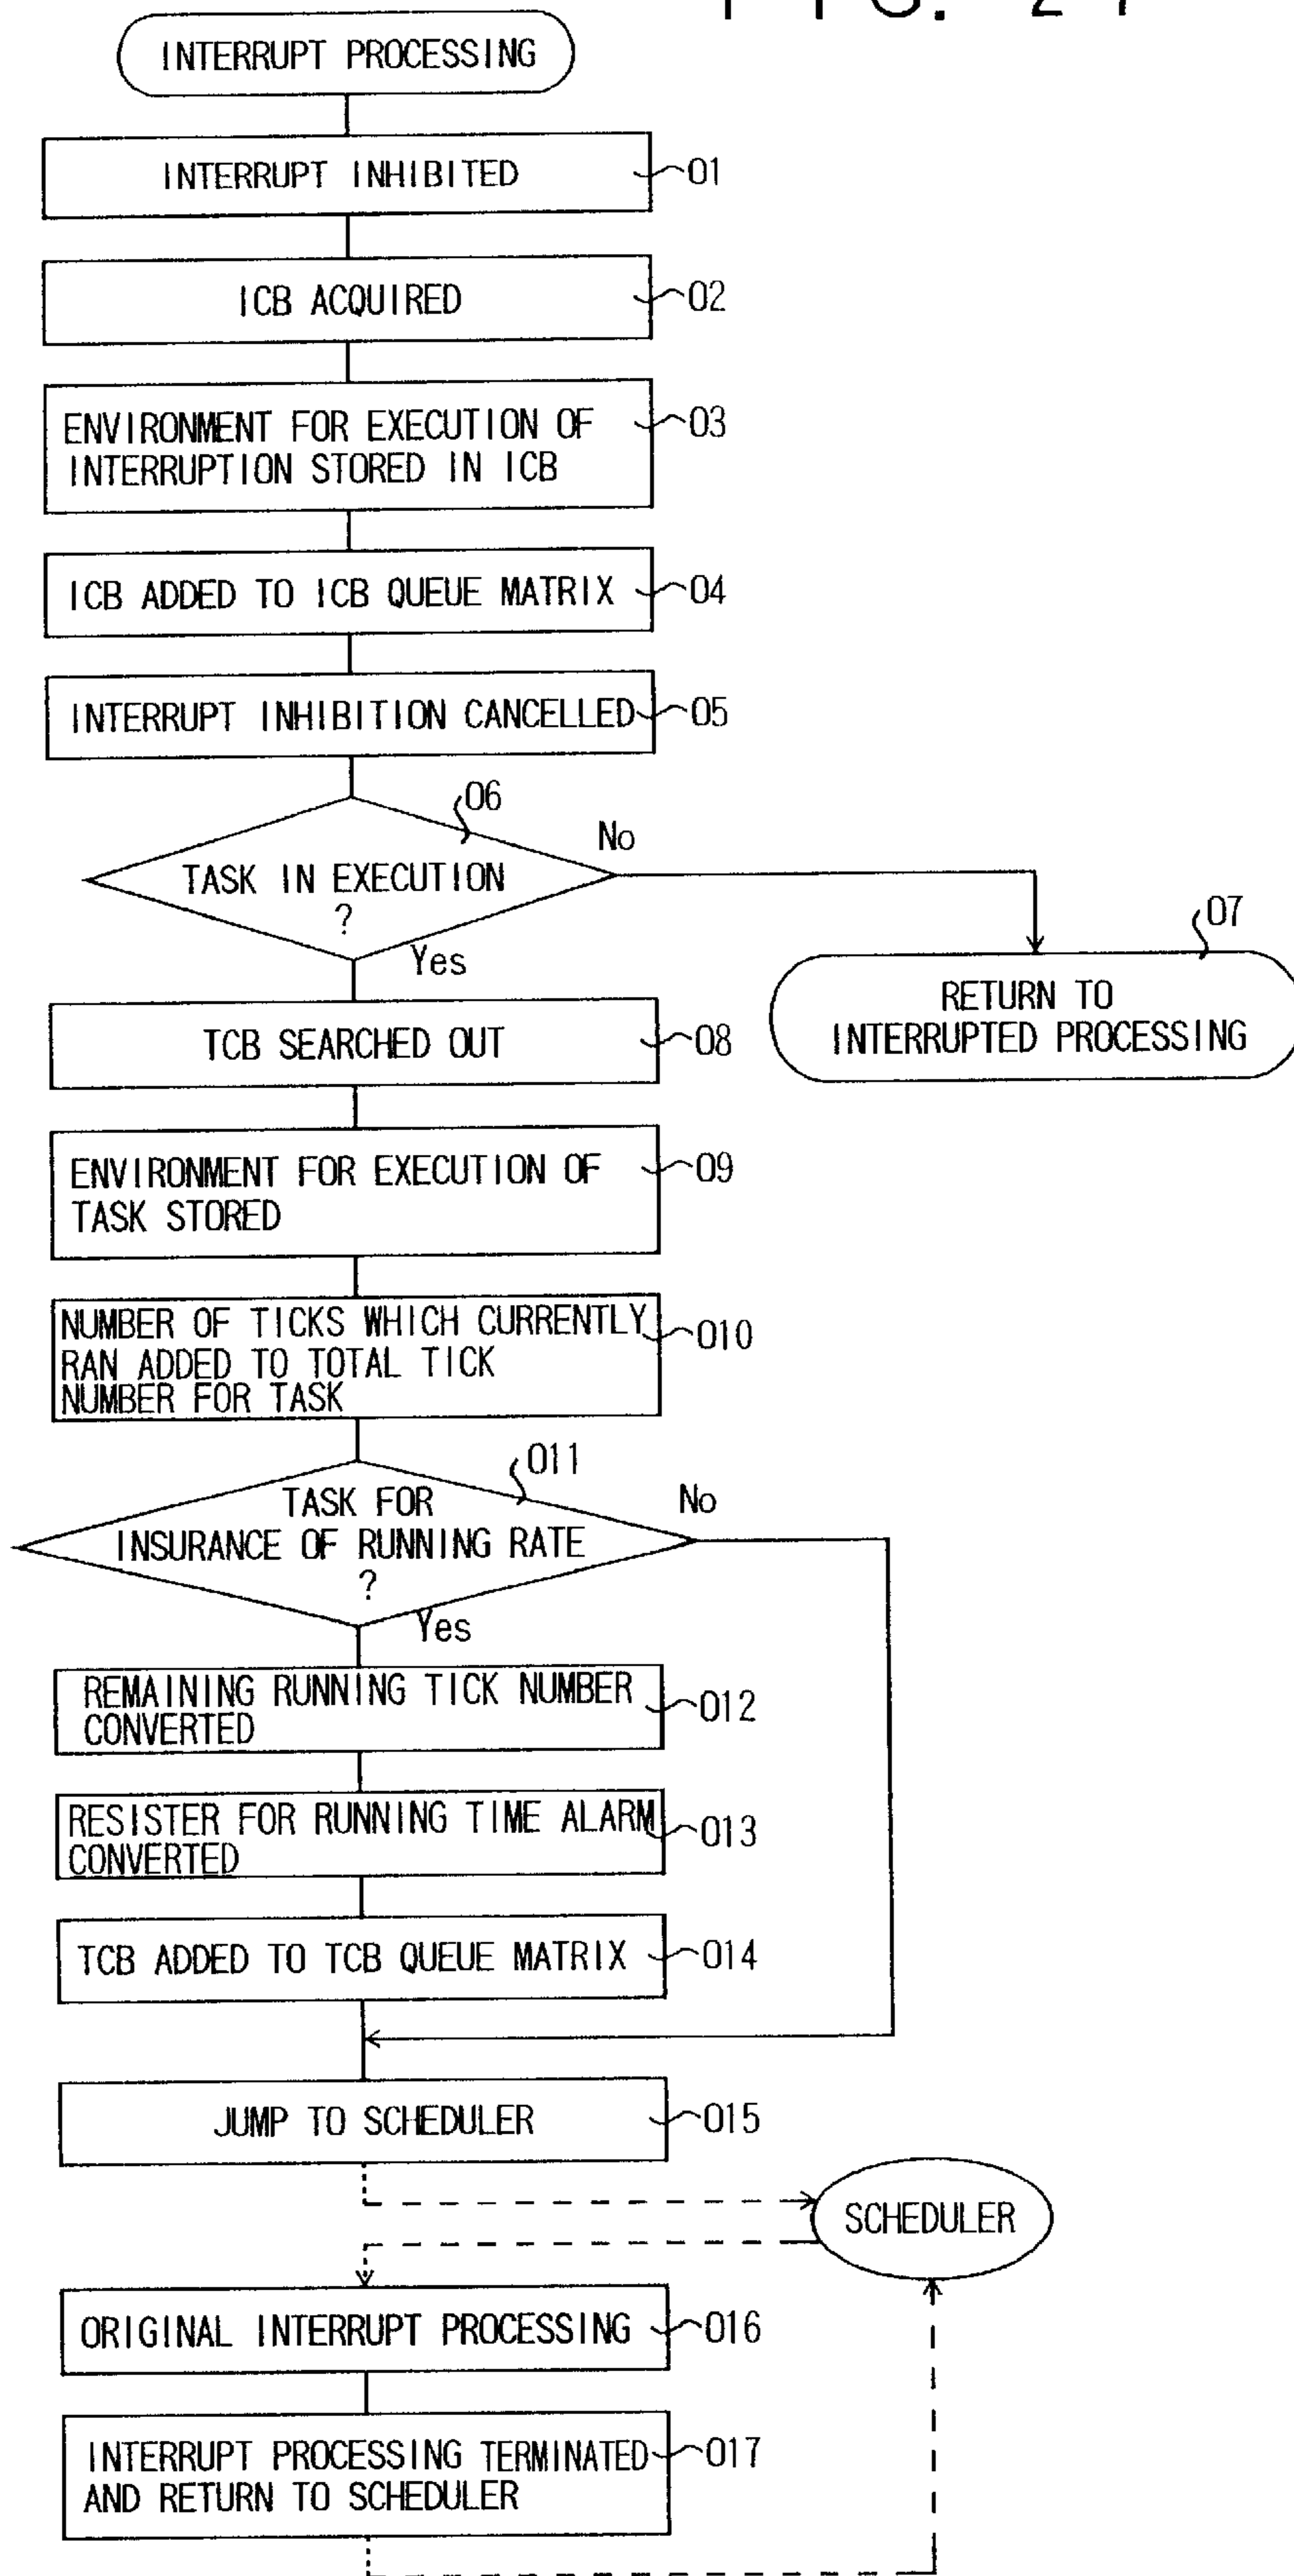 INTERRUPT PROCESSING
INTERRUPT INHIBITED
01
ICB ACQUIRED
02
ENVIRONMENT FOR EXECUTION OF
INTERRUPTION STORED IN ICB
03
ICB ADDED TO ICB QUEUE MATRIX
04
INTERRUPT INHIBITION CANCELLED
05
06
TASK IN EXECUTION
?
No
Yes
07
RETURN TO
INTERRUPTED PROCESSING
TCB SEARCHED OUT
08
ENVIRONMENT FOR EXECUTION OF
TASK STORED
09
NUMBER OF TICKS WHICH CURRENTLY
RAN ADDED TO TOTAL TICK
NUMBER FOR TASK
010
011
TASK FOR
INSURANCE OF RUNNING RATE
?
No
Yes
REMAINING RUNNING TICK NUMBER
CONVERTED
012
RESISTER FOR RUNNING TIME ALARM
CONVERTED
013
TCB ADDED TO TCB QUEUE MATRIX
014
JUMP TO SCHEDULER
015
SCHEDULER
ORIGINAL INTERRUPT PROCESSING
016
INTERRUPT PROCESSING TERMINATED
AND RETURN TO SCHEDULER
017